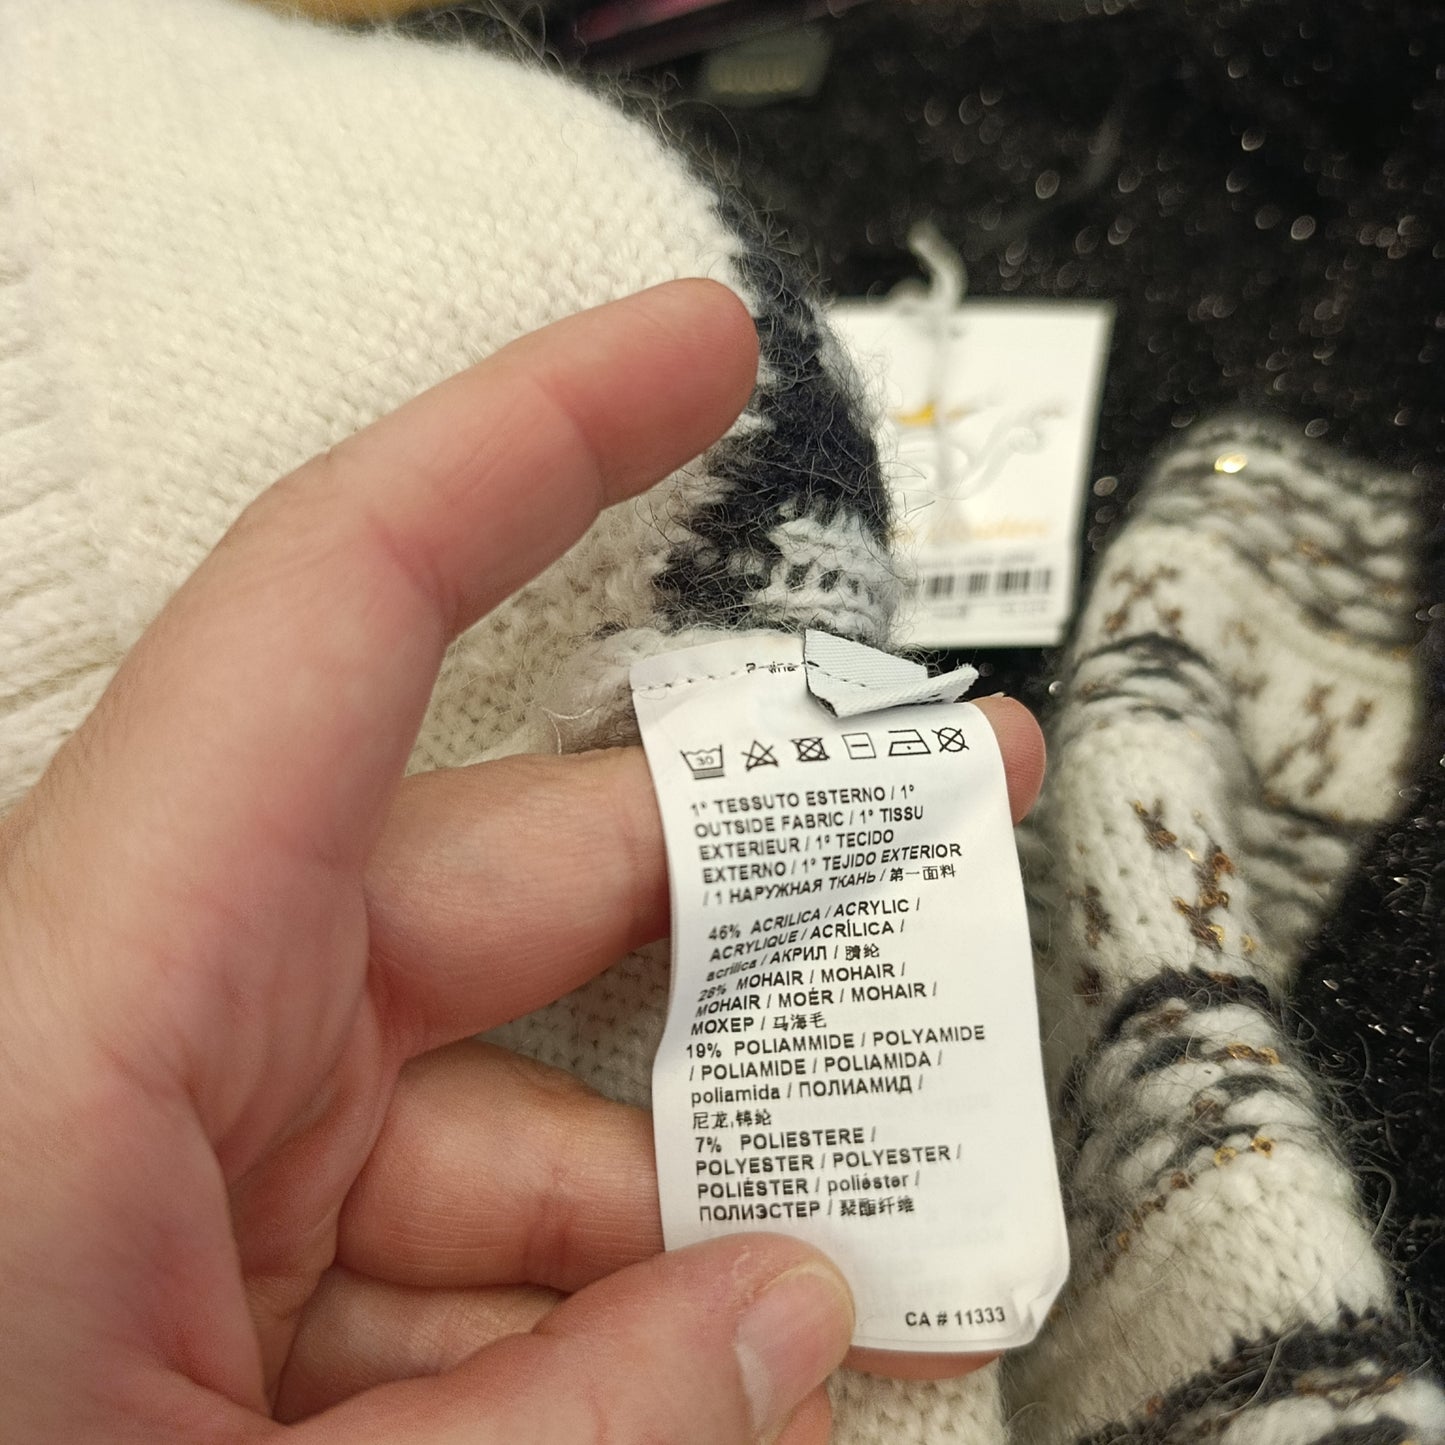 30
1° TESSUTO ESTERNO / 1°
OUTSIDE FABRIC / 1° TISSU
EXTERIEUR / 1° TECIDO
EXTERNO / 1° TEJIDO EXTERIOR
/ 1 НАРУЖНАЯ ТКАНЬ / 第一面料
46% ACRILICA / ACRYLIC /
ACRYLIQUE / ACRÍLICA /
acrílica / АКРИЛ / 腈纶
28% MOHAIR / MOHAIR /
MOHAIR / MOÉR / MOHAIR /
МОХЕР / 马海毛
19% POLIAMMIDE / POLYAMIDE
/ POLIAMIDE / POLIAMIDA /
poliamida / ПОЛИАМИД /
尼龙,锦纶
7% POLIESTERE /
POLYESTER / POLYESTER /
POLIÉSTER / poliéster /
ПОЛИЭСТЕР / 聚酯纤维
CA # 11333